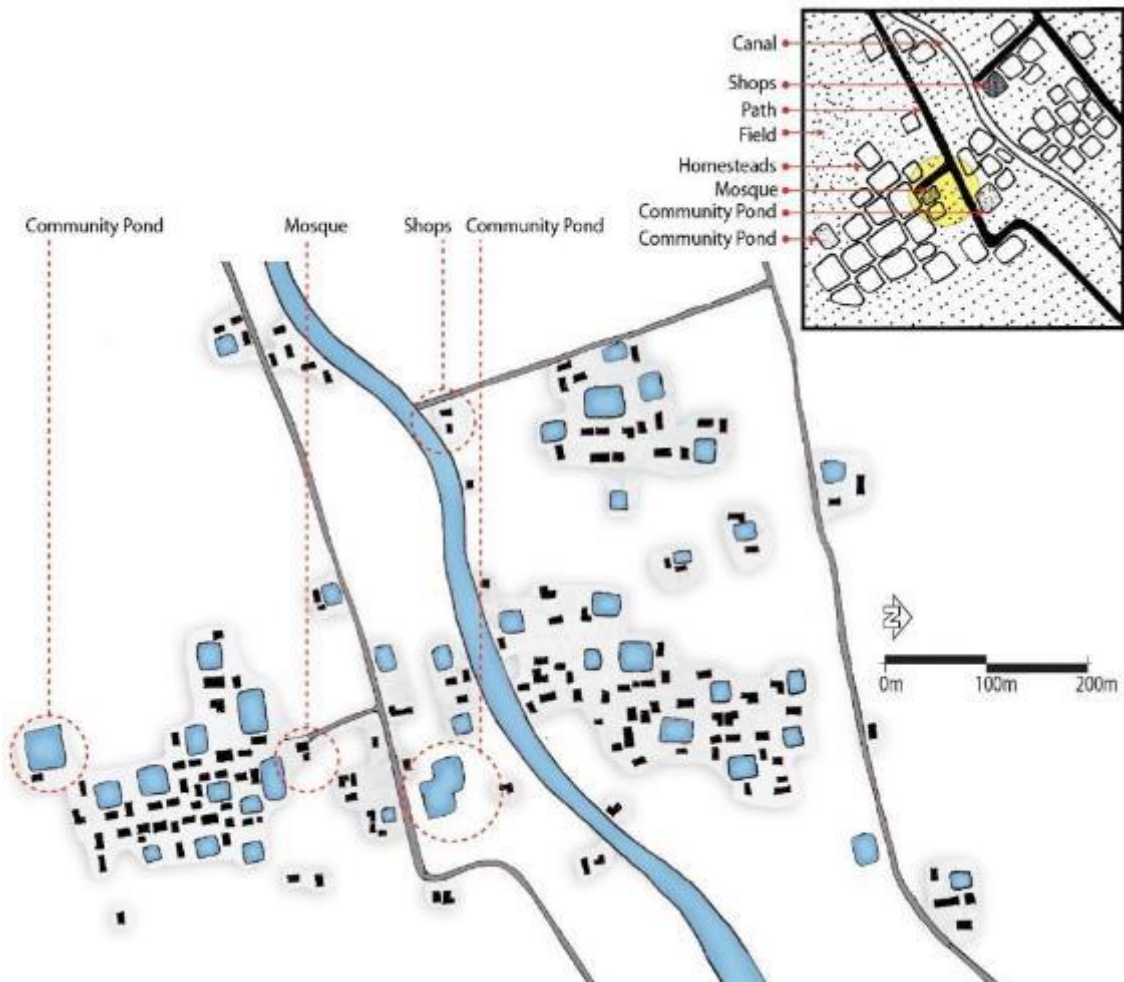 Canal
Shops
Path
Field
Homesteads
Mosque
Community Pond
Community Pond
Community Pond
Mosque
Shops
Community Pond
N
0m
100m
200m